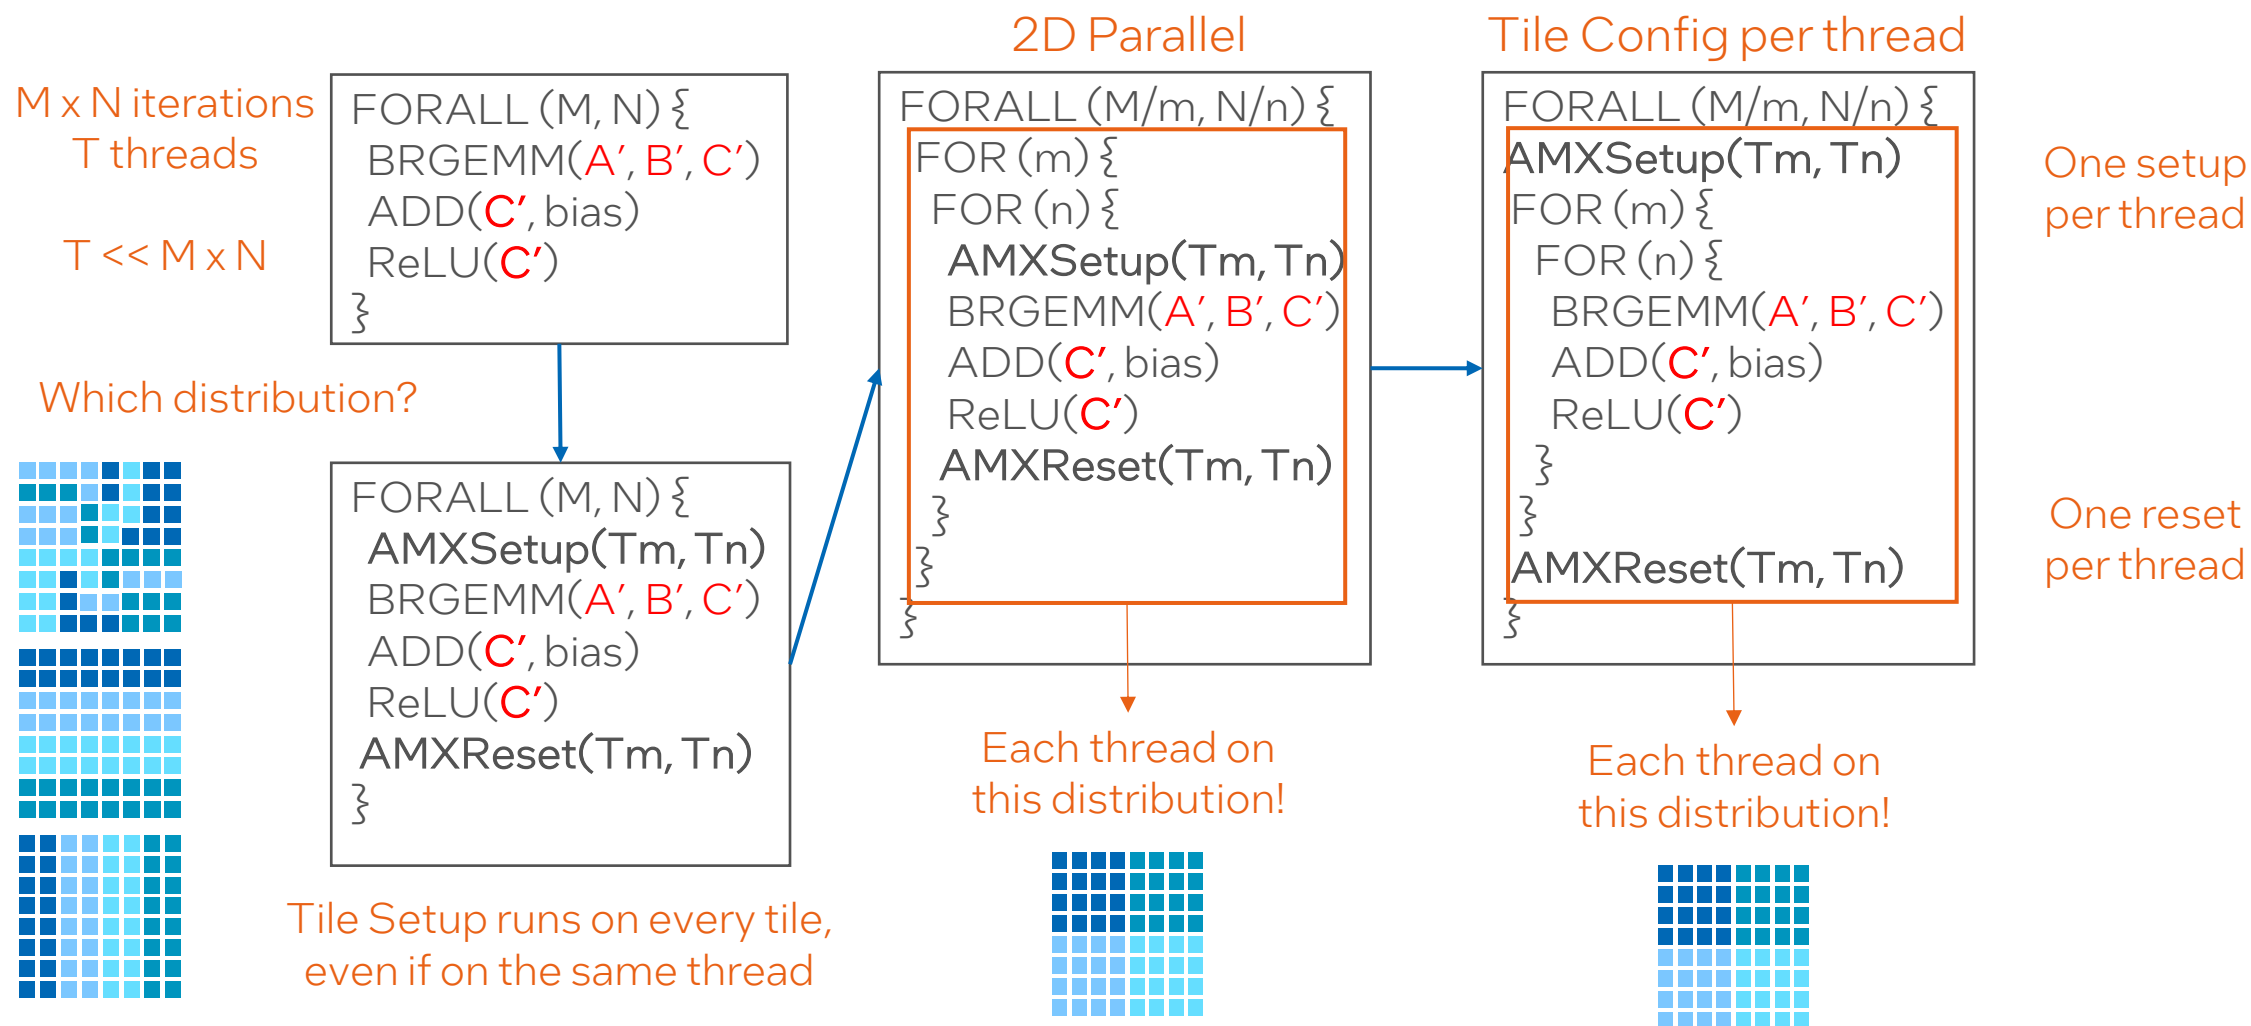 M x N iterations
T threads
T << M x N
Which distribution?
FORALL (M, N) {
BRGEMM(A’, B’, C’)
ADD(C’, bias)
ReLU(C’)
}
FORALL (M, N) {
AMXSetup(Tm, Tn)
BRGEMM(A’, B’, C’)
ADD(C’, bias)
ReLU(C’)
AMXReset(Tm, Tn)
}
Tile Setup runs on every tile,
even if on the same thread
2D Parallel
FORALL (M/m, N/n) {
FOR (m) {
FOR (n) {
AMXSetup(Tm, Tn)
BRGEMM(A’, B’, C’)
ADD(C’, bias)
ReLU(C’)
AMXReset(Tm, Tn)
}
}
}
Each thread on
this distribution!
Tile Config per thread
FORALL (M/m, N/n) {
AMXSetup(Tm, Tn)
FOR (m) {
FOR (n) {
BRGEMM(A’, B’, C’)
ADD(C’, bias)
ReLU(C’)
}
}
AMXReset(Tm, Tn)
}
Each thread on
this distribution!
One setup
per thread
One reset
per thread